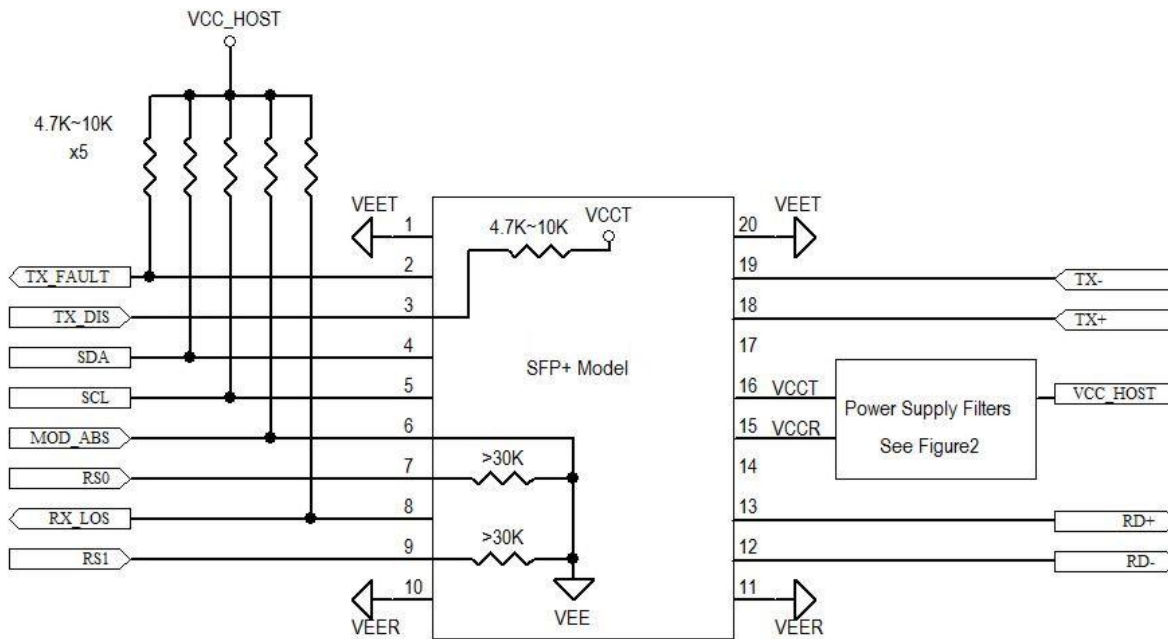 VCC_HOST
4.7K~10K
x5
VEET
1
4.7K~10K
VCCT
20
VEET
TX_FAULT
2
19
TX-
TX_DIS
3
18
TX+
SDA
4
17
SFP+ Model
SCL
5
16
VCCT
Power Supply Filters
See Figure2
VCC_HOST
MOD_ABS
6
15
VCCR
RS0
7
>30K
14
RX_LOS
8
13
RD+
RS1
9
>30K
12
RD-
10
VEER
VEE
11
VEER